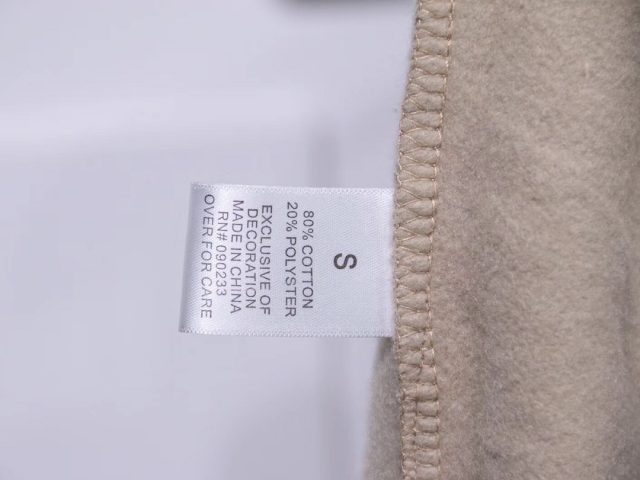 S
80% COTTON
20% POLYSTER
EXCLUSIVE OF
DECORATION
MADE IN CHINA
RN# 090233
OVER FOR CARE